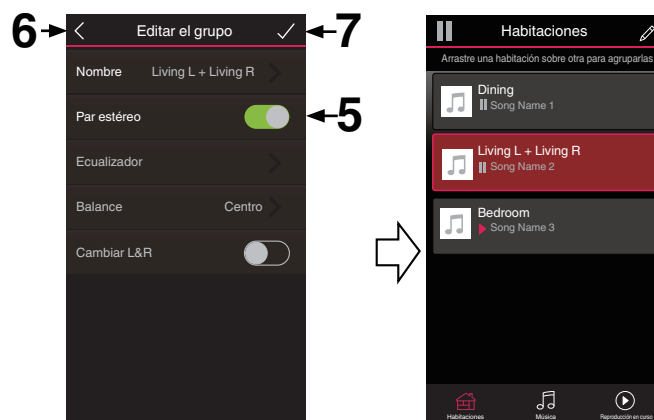 6
Editar el grupo
7
Nombre Living L + Living R
Par estéreo
5
Ecualizador
Balance Centro
Cambiar L&R
Habitaciones
Arrastre una habitación sobre otra para agruparlas
Dining
Song Name 1
Living L + Living R
Song Name 2
Bedroom
Song Name 3
Habitaciones Música Reproducción en curso